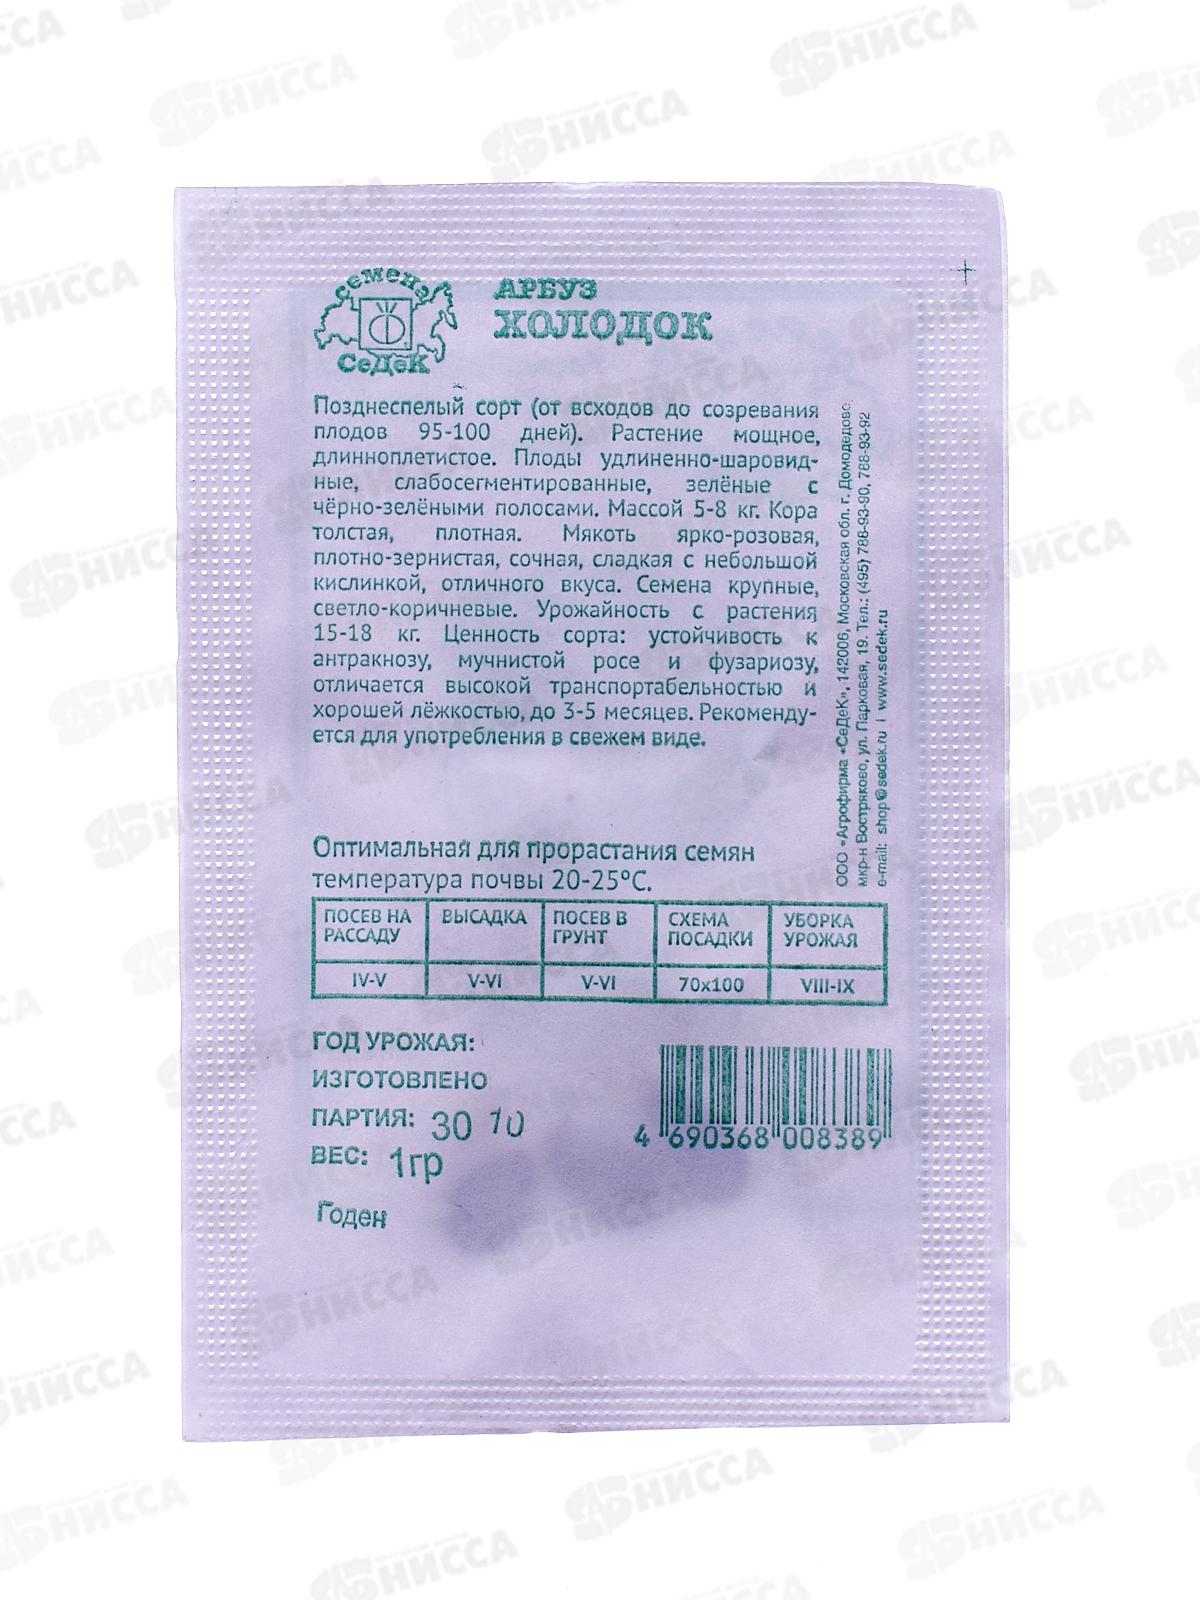 семена
СеДеК
АРБУЗ
ХОЛОДОК
Позднеспелый сорт (от всходов до созревания
плодов 95-100 дней). Растение мощное,
длинноплетистое. Плоды удлиненно-шаровид-
ные, слабосегментированные, зелёные с
чёрно-зелёными полосами. Массой 5-8 кг. Кора
толстая, плотная. Мякоть ярко-розовая,
плотно-зернистая, сочная, сладкая с небольшой
кислинкой, отличного вкуса. Семена крупные,
светло-коричневые. Урожайность с растения
15-18 кг. Ценность сорта: устойчивость к
антракнозу, мучнистой росе и фузариозу,
отличается высокой транспортабельностью и
хорошей лёжкостью, до 3-5 месяцев. Рекоменду-
ется для употребления в свежем виде.
ООО «Агрофирма «СеДеК», 142006, Московская обл. г. Домодедово,
мкр-н Востряково, ул. Парковая, 19. Тел.: (495) 788-93-90, 788-93-92
e-mail: shop@sedek.ru | www.sedek.ru
Оптимальная для прорастания семян
температура почвы 20-25°С.
ПОСЕВ НА РАССАДУ ВЫСАДКА ПОСЕВ В ГРУНТ СХЕМА ПОСАДКИ УБОРКА УРОЖАЯ
IV-V V-VI V-VI 70х100 VIII-IX
ГОД УРОЖАЯ:
ИЗГОТОВЛЕНО
ПАРТИЯ: 30 10
ВЕС: 1гр
Годен
4 690368 008389
НИССА